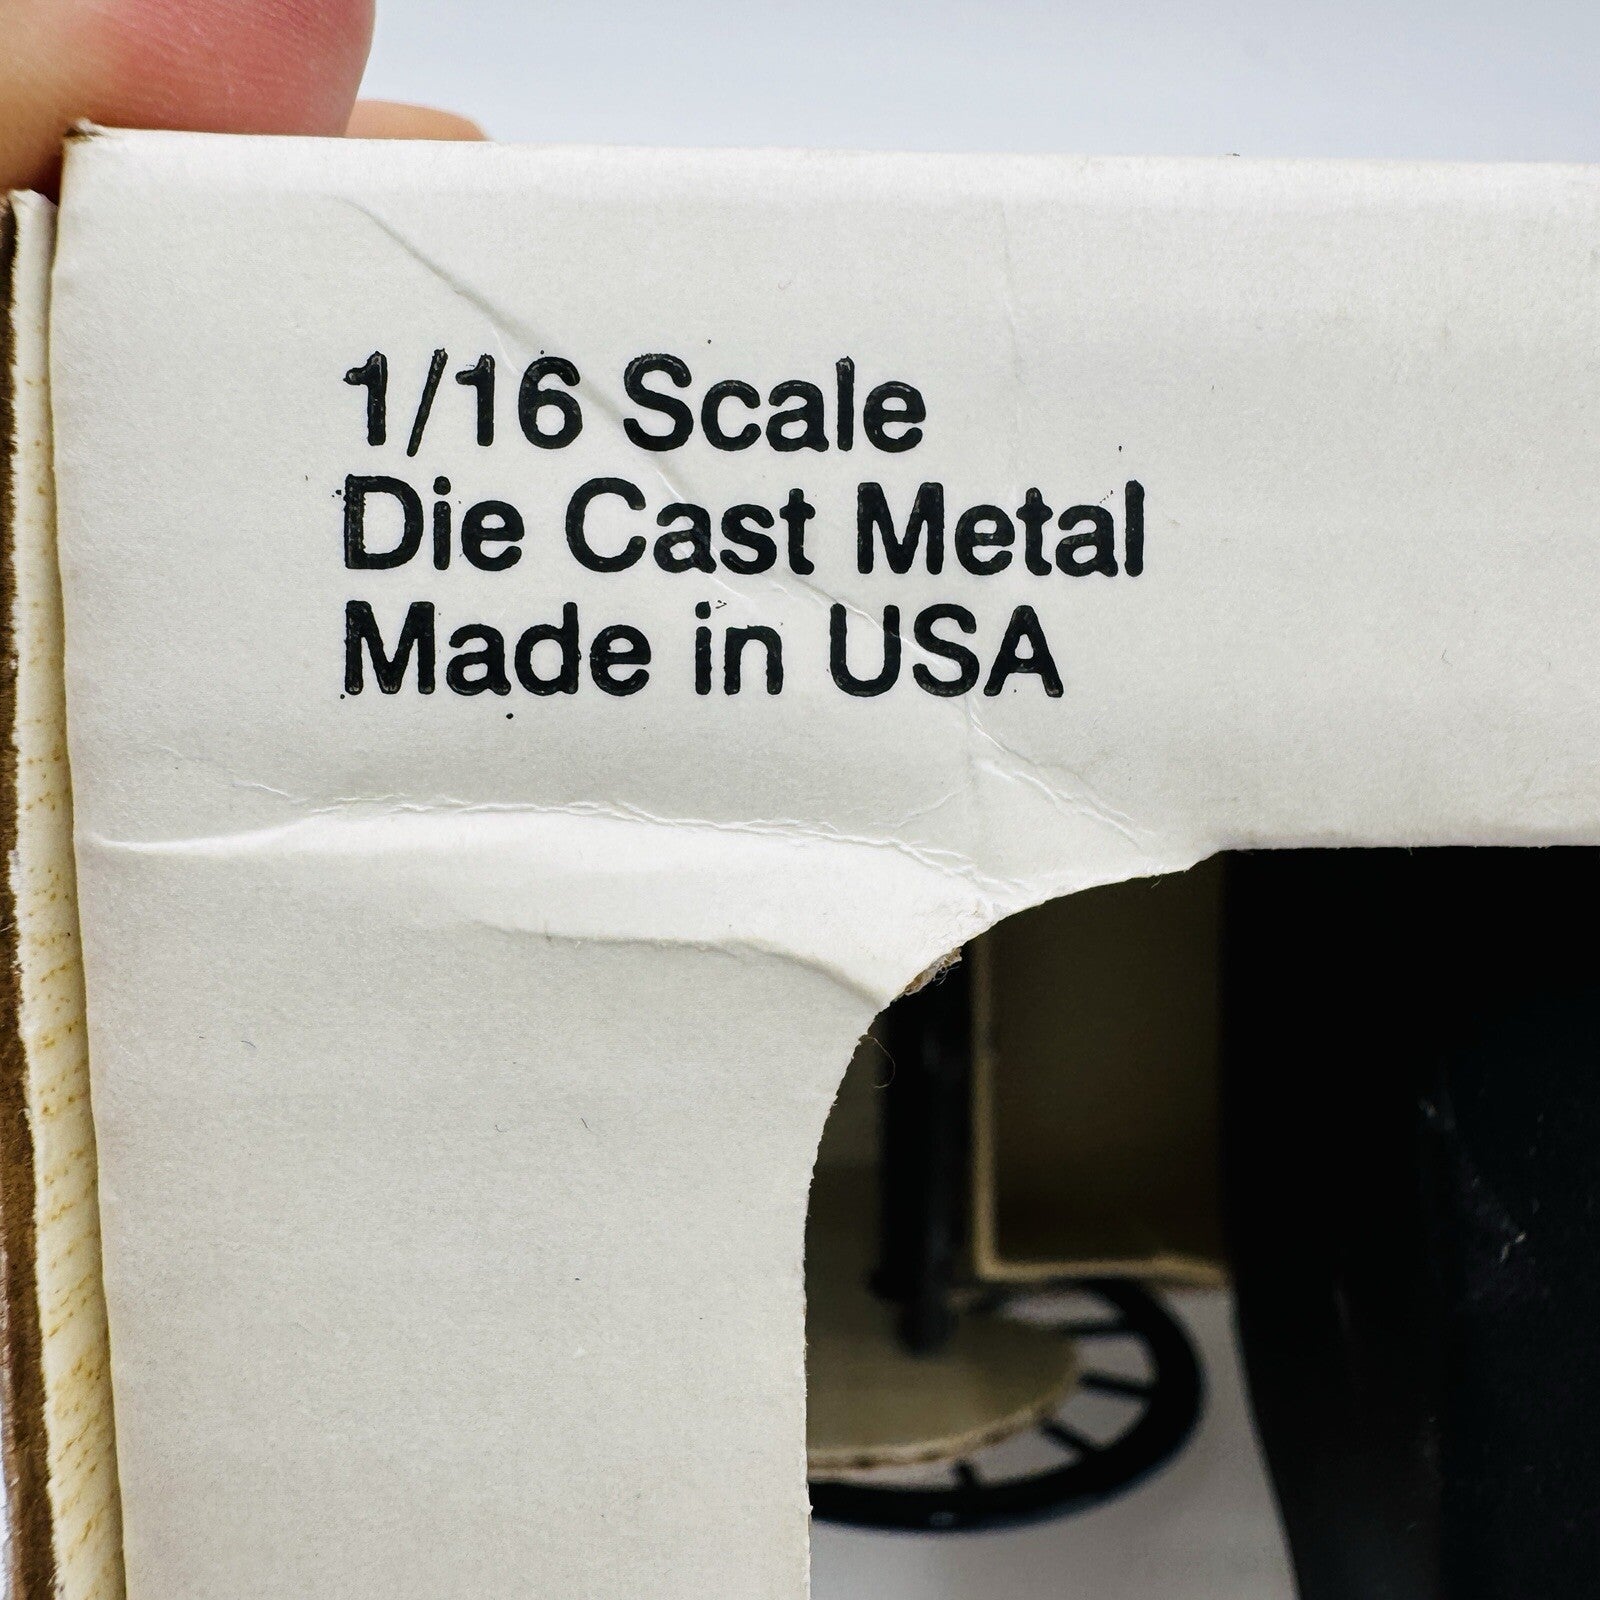 1/16 Scale
Die Cast Metal
Made in USA